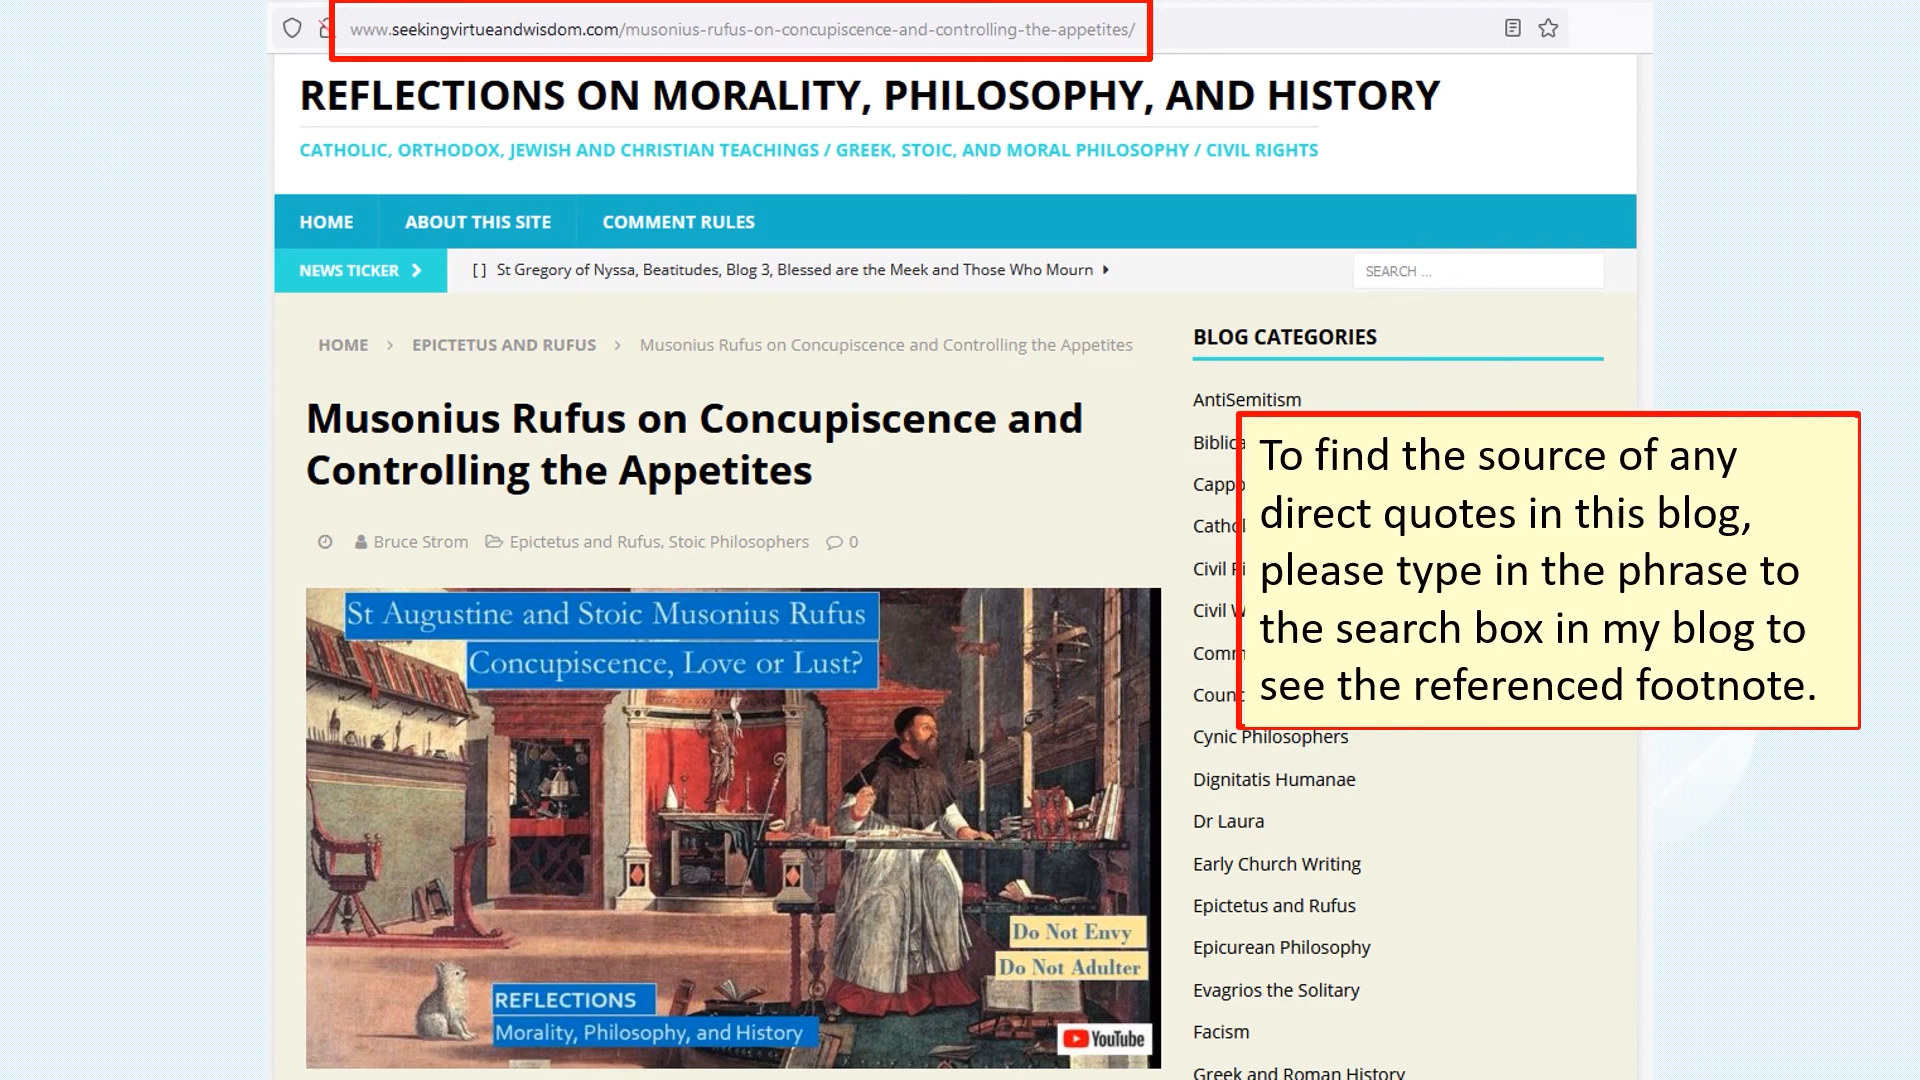 www.seekingvirtueandwisdom.com/musonius-rufus-on-concupiscence-and-controlling-the-appetites/
REFLECTIONS ON MORALITY, PHILOSOPHY, AND HISTORY
CATHOLIC, ORTHODOX, JEWISH AND CHRISTIAN TEACHINGS / GREEK, STOIC, AND MORAL PHILOSOPHY / CIVIL RIGHTS
HOME ABOUT THIS SITE COMMENT RULES
NEWS TICKER [ ] St Gregory of Nyssa, Beatitudes, Blog 3, Blessed are the Meek and Those Who Mourn SEARCH ...
HOME > EPICTETUS AND RUFUS > Musonius Rufus on Concupiscence and Controlling the Appetites
Musonius Rufus on Concupiscence and
Controlling the Appetites
Bruce Strom Epictetus and Rufus, Stoic Philosophers 0
St Augustine and Stoic Musonius Rufus
Concupiscence, Love or Lust?
Do Not Envy
Do Not Adulter
REFLECTIONS
Morality, Philosophy, and History
YouTube
BLOG CATEGORIES
AntiSemitism
Civil
Civil
Cynic Philosophers
Dignitatis Humanae
Dr Laura
Early Church Writing
Epictetus and Rufus
Epicurean Philosophy
Evagrios the Solitary
Facism
Greek and Roman History
To find the source of any
direct quotes in this blog,
please type in the phrase to
the search box in my blog to
see the referenced footnote.